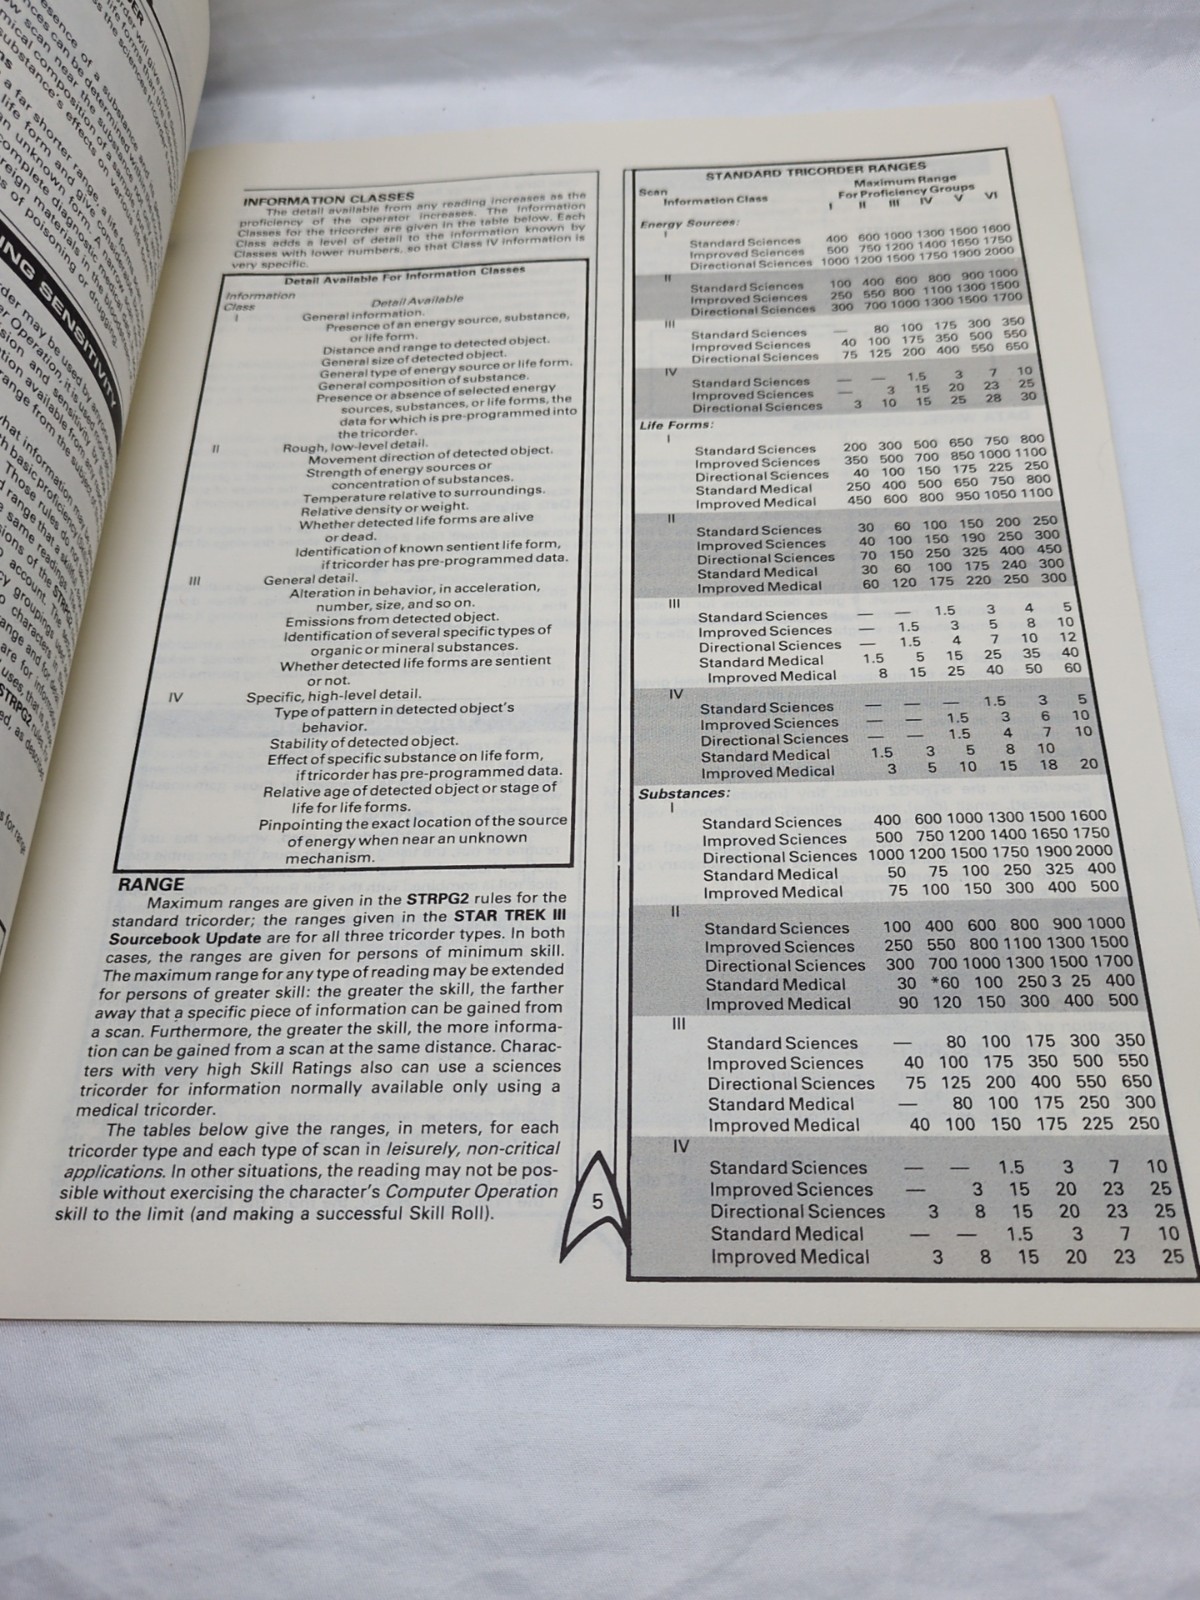 INFORMATION CLASSES
The detail available from any reading increases as the
proficiency of the operator increases. The Information
Classes for the tricorder are given in the table below. Each
Class adds a level of detail to the information known by
Classes with lower numbers, so that Class IV information is
very specific.
Detail Available For Information Classes
Information
Class
Detail Available
I
General information.
Presence of an energy source, substance,
or life form.
Distance and range to detected object.
General size of detected object.
General type of energy source or life form.
General composition of substance.
Presence or absence of selected energy
sources, substances, or life forms, the
data for which is pre-programmed into
the tricorder.
II Rough, low-level detail.
Movement direction of detected object.
Strength of energy sources or
concentration of substances.
Temperature relative to surroundings.
Relative density or weight.
Whether detected life forms are alive
or dead.
Identification of known sentient life form,
if tricorder has pre-programmed data.
III General detail.
Alteration in behavior, in acceleration,
number, size, and so on.
Emissions from detected object.
Identification of several specific types of
organic or mineral substances.
Whether detected life forms are sentient
or not.
IV Specific, high-level detail.
Type of pattern in detected object's
behavior.
Stability of detected object.
Effect of specific substance on life form,
if tricorder has pre-programmed data.
Relative age of detected object or stage of
life for life forms.
Pinpointing the exact location of the source
of energy when near an unknown
mechanism.
RANGE
Maximum ranges are given in the STRPG2 rules for the
standard tricorder; the ranges given in the STAR TREK III
Sourcebook Update are for all three tricorder types. In both
cases, the ranges are given for persons of minimum skill.
The maximum range for any type of reading may be extended
for persons of greater skill: the greater the skill, the farther
away that a specific piece of information can be gained from
a scan. Furthermore, the greater the skill, the more informa-
tion can be gained from a scan at the same distance. Charac-
ters with very high Skill Ratings also can use a sciences
tricorder for information normally available only using a
medical tricorder.
The tables below give the ranges, in meters, for each
tricorder type and each type of scan in leisurely, non-critical
applications. In other situations, the reading may not be pos-
sible without exercising the character's Computer Operation
skill to the limit (and making a successful Skill Roll).
5
STANDARD TRICORDER RANGES
Scan
Information Class
Maximum Range
For Proficiency Groups
I II III IV V VI
Energy Sources:
I
Standard Sciences 400 600 1000 1300 1500 1600
Improved Sciences 500 750 1200 1400 1650 1750
Directional Sciences 1000 1200 1500 1750 1900 2000
II
Standard Sciences 100 400 600 800 900 1000
Improved Sciences 250 550 800 1100 1300 1500
Directional Sciences 300 700 1000 1300 1500 1700
III
Standard Sciences — 80 100 175 300 350
Improved Sciences 40 100 175 350 500 550
Directional Sciences 75 125 200 400 550 650
IV
Standard Sciences — — 1.5 3 7 10
Improved Sciences — 3 15 20 23 25
Directional Sciences 3 10 15 25 28 30
Life Forms:
I
Standard Sciences 200 300 500 650 750 800
Improved Sciences 350 500 700 850 1000 1100
Directional Sciences 40 100 150 175 225 250
Standard Medical 250 400 500 650 750 800
Improved Medical 450 600 800 950 1050 1100
II
Standard Sciences 30 60 100 150 200 250
Improved Sciences 40 100 150 190 250 300
Directional Sciences 70 150 250 325 400 450
Standard Medical 30 60 100 175 240 300
Improved Medical 60 120 175 220 250 300
III
Standard Sciences — — 1.5 3 4 5
Improved Sciences — 1.5 3 5 8 10
Directional Sciences — 1.5 4 7 10 12
Standard Medical 1.5 5 15 25 35 40
Improved Medical 8 15 25 40 50 60
IV
Standard Sciences — — — 1.5 3 5
Improved Sciences — — 1.5 3 6 10
Directional Sciences — — 1.5 4 7 10
Standard Medical 1.5 3 5 8 10
Improved Medical 3 5 10 15 18 20
Substances:
I
Standard Sciences 400 600 1000 1300 1500 1600
Improved Sciences 500 750 1200 1400 1650 1750
Directional Sciences 1000 1200 1500 1750 1900 2000
Standard Medical 50 75 100 250 325 400
Improved Medical 75 100 150 300 400 500
II
Standard Sciences 100 400 600 800 900 1000
Improved Sciences 250 550 800 1100 1300 1500
Directional Sciences 300 700 1000 1300 1500 1700
Standard Medical 30 *60 100 250 3 25 400
Improved Medical 90 120 150 300 400 500
III
Standard Sciences — 80 100 175 300 350
Improved Sciences 40 100 175 350 500 550
Directional Sciences 75 125 200 400 550 650
Standard Medical — 80 100 175 250 300
Improved Medical 40 100 150 175 225 250
IV
Standard Sciences — — 1.5 3 7 10
Improved Sciences — 3 15 20 23 25
Directional Sciences 3 8 15 20 23 25
Standard Medical — — 1.5 3 7 10
Improved Medical 3 8 15 20 23 25